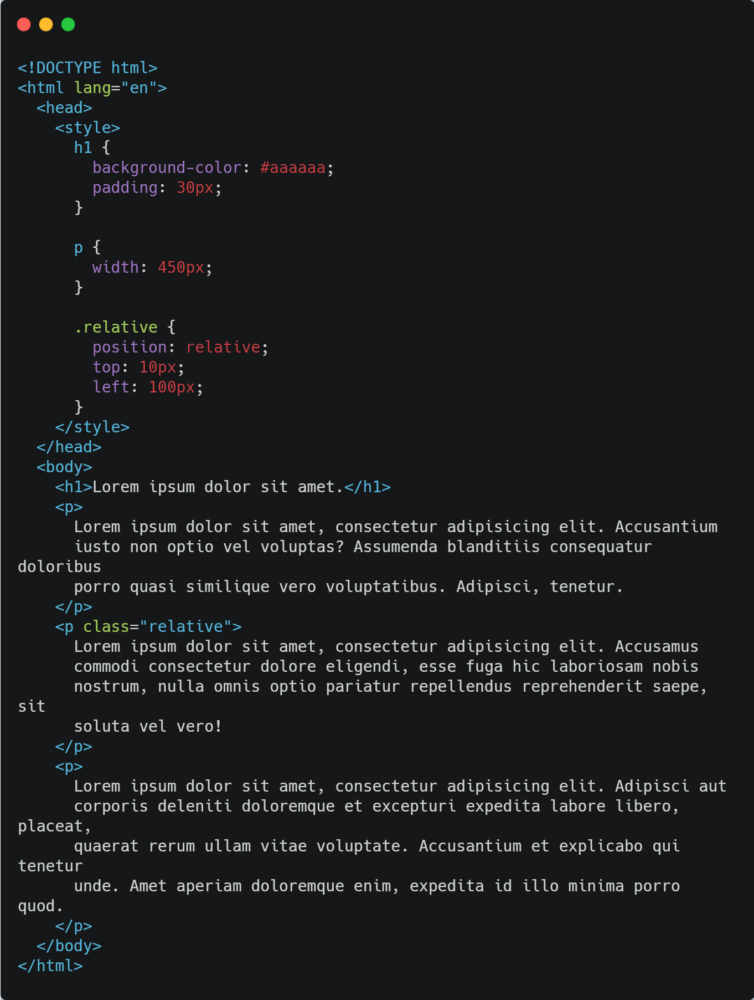 <!DOCTYPE html>
<html lang="en">
  <head>
    <style>
      h1 {
        background-color: #aaaaaa;
        padding: 30px;
      }

      p {
        width: 450px;
      }

      .relative {
        position: relative;
        top: 10px;
        left: 100px;
      }
    </style>
  </head>
  <body>
    <h1>Lorem ipsum dolor sit amet.</h1>
    <p>
      Lorem ipsum dolor sit amet, consectetur adipisicing elit. Accusantium
      iusto non optio vel voluptas? Assumenda blanditiis consequatur
doloribus
      porro quasi similique vero voluptatibus. Adipisci, tenetur.
    </p>
    <p class="relative">
      Lorem ipsum dolor sit amet, consectetur adipisicing elit. Accusamus
      commodi consectetur dolore eligendi, esse fuga hic laboriosam nobis
      nostrum, nulla omnis optio pariatur repellendus reprehenderit saepe,
sit
      soluta vel vero!
    </p>
    <p>
      Lorem ipsum dolor sit amet, consectetur adipisicing elit. Adipisci aut
      corporis deleniti doloremque et excepturi expedita labore libero,
placeat,
      quaerat rerum ullam vitae voluptate. Accusantium et explicabo qui
tenetur
      unde. Amet aperiam doloremque enim, expedita id illo minima porro
quod.
    </p>
  </body>
</html>